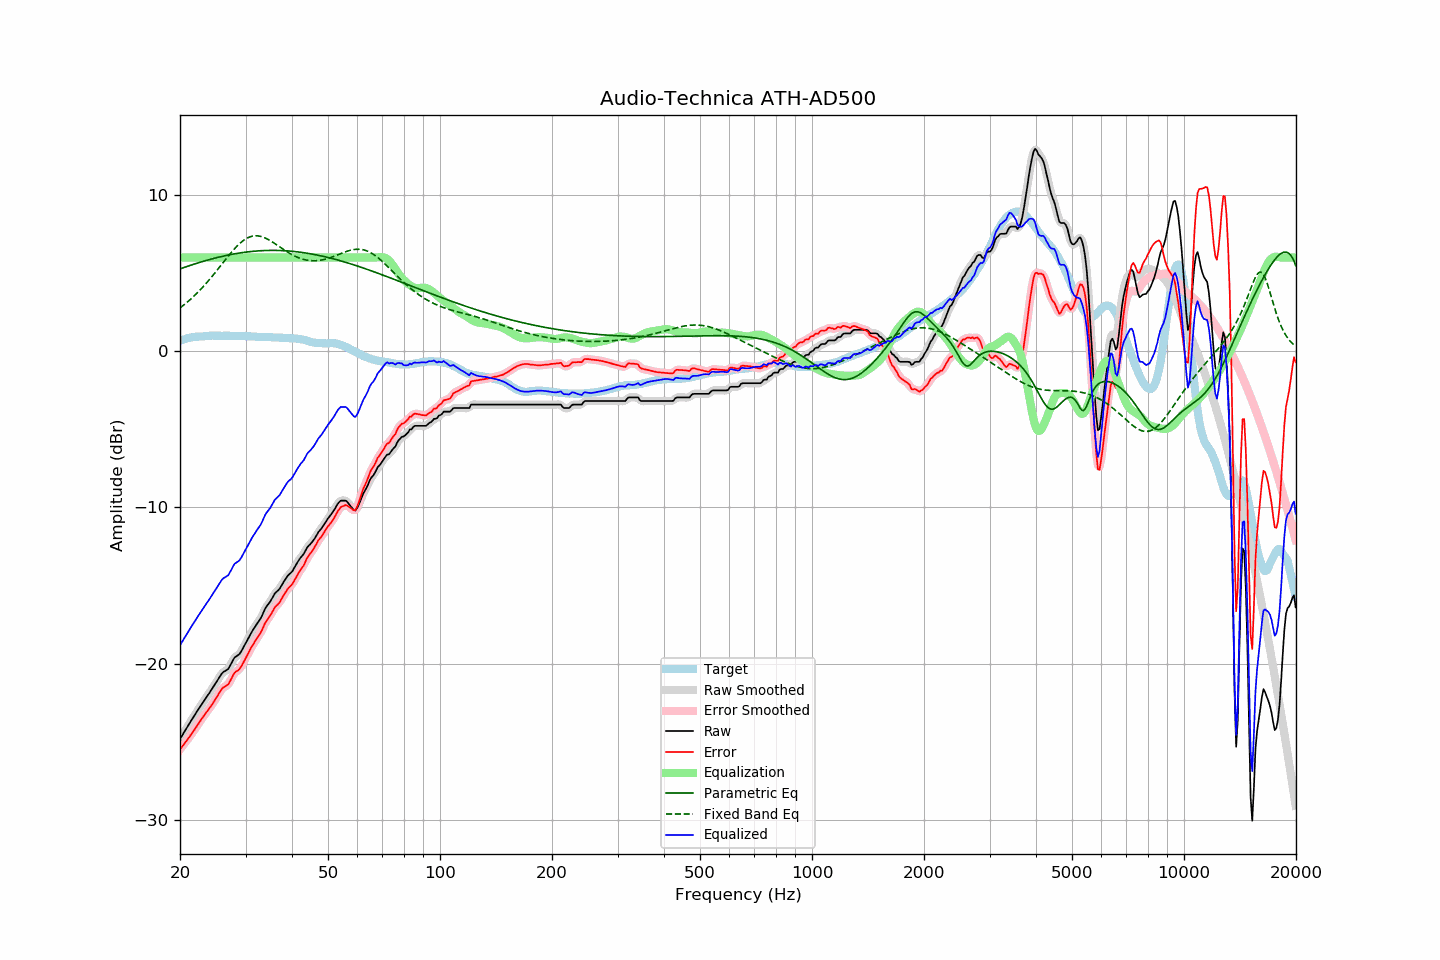 Audio-Technica ATH-AD500
Amplitude (dBr)
10
0
−10
−20
−30
Target
Raw Smoothed
Error Smoothed
Raw
Error
Equalization
Parametric Eq
Fixed Band Eq
Equalized
20
50
100
200
500
1000
2000
5000
10000
20000
Frequency (Hz)